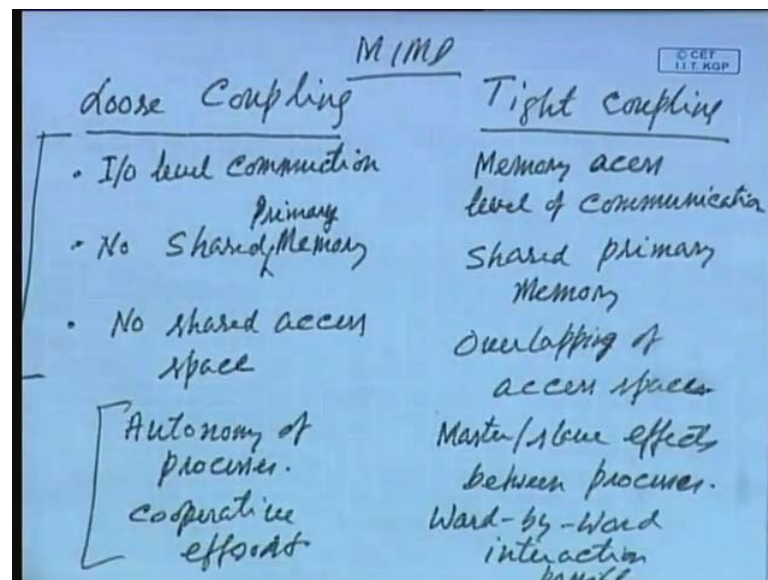 MIMD
© CET
I.I.T. KGP
Loose Coupling
• I/O level Commnction
Primary
• No Shared Memory
• No shared access
space
Autonomy of
processes.
cooperative
efforts
Tight coupling
Memory acess
level of communication
Shared primary
Memory
Overlapping of
access spaces
Master/slave effects
between processes.
Word-by-Word
interaction